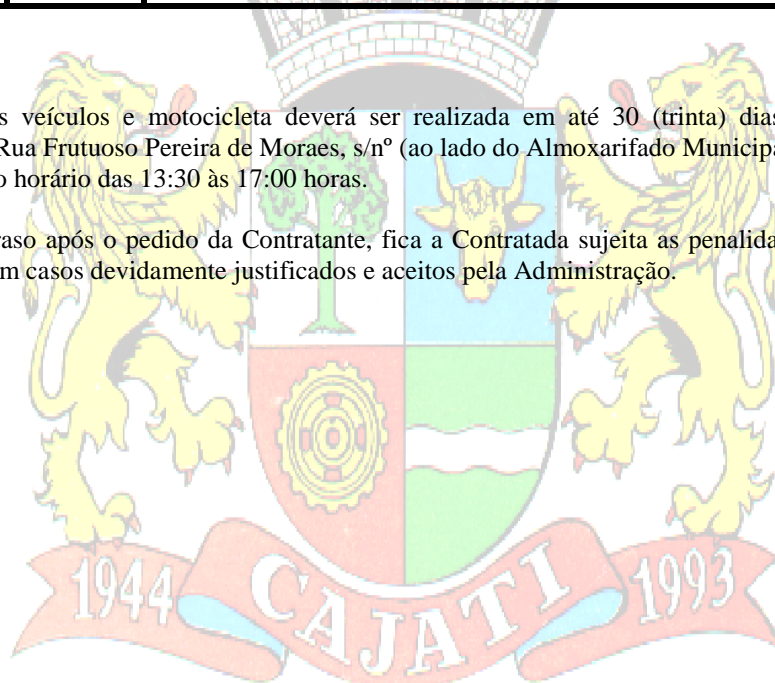 s veículos e motocicleta deverá ser realizada em até 30 (trinta) dias
Rua Frutuoso Pereira de Moraes, s/nº (ao lado do Almoxarifado Municipa
o horário das 13:30 às 17:00 horas.
raso após o pedido da Contratante, fica a Contratada sujeita as penalida
m casos devidamente justificados e aceitos pela Administração.
1944 CAJATI 1993